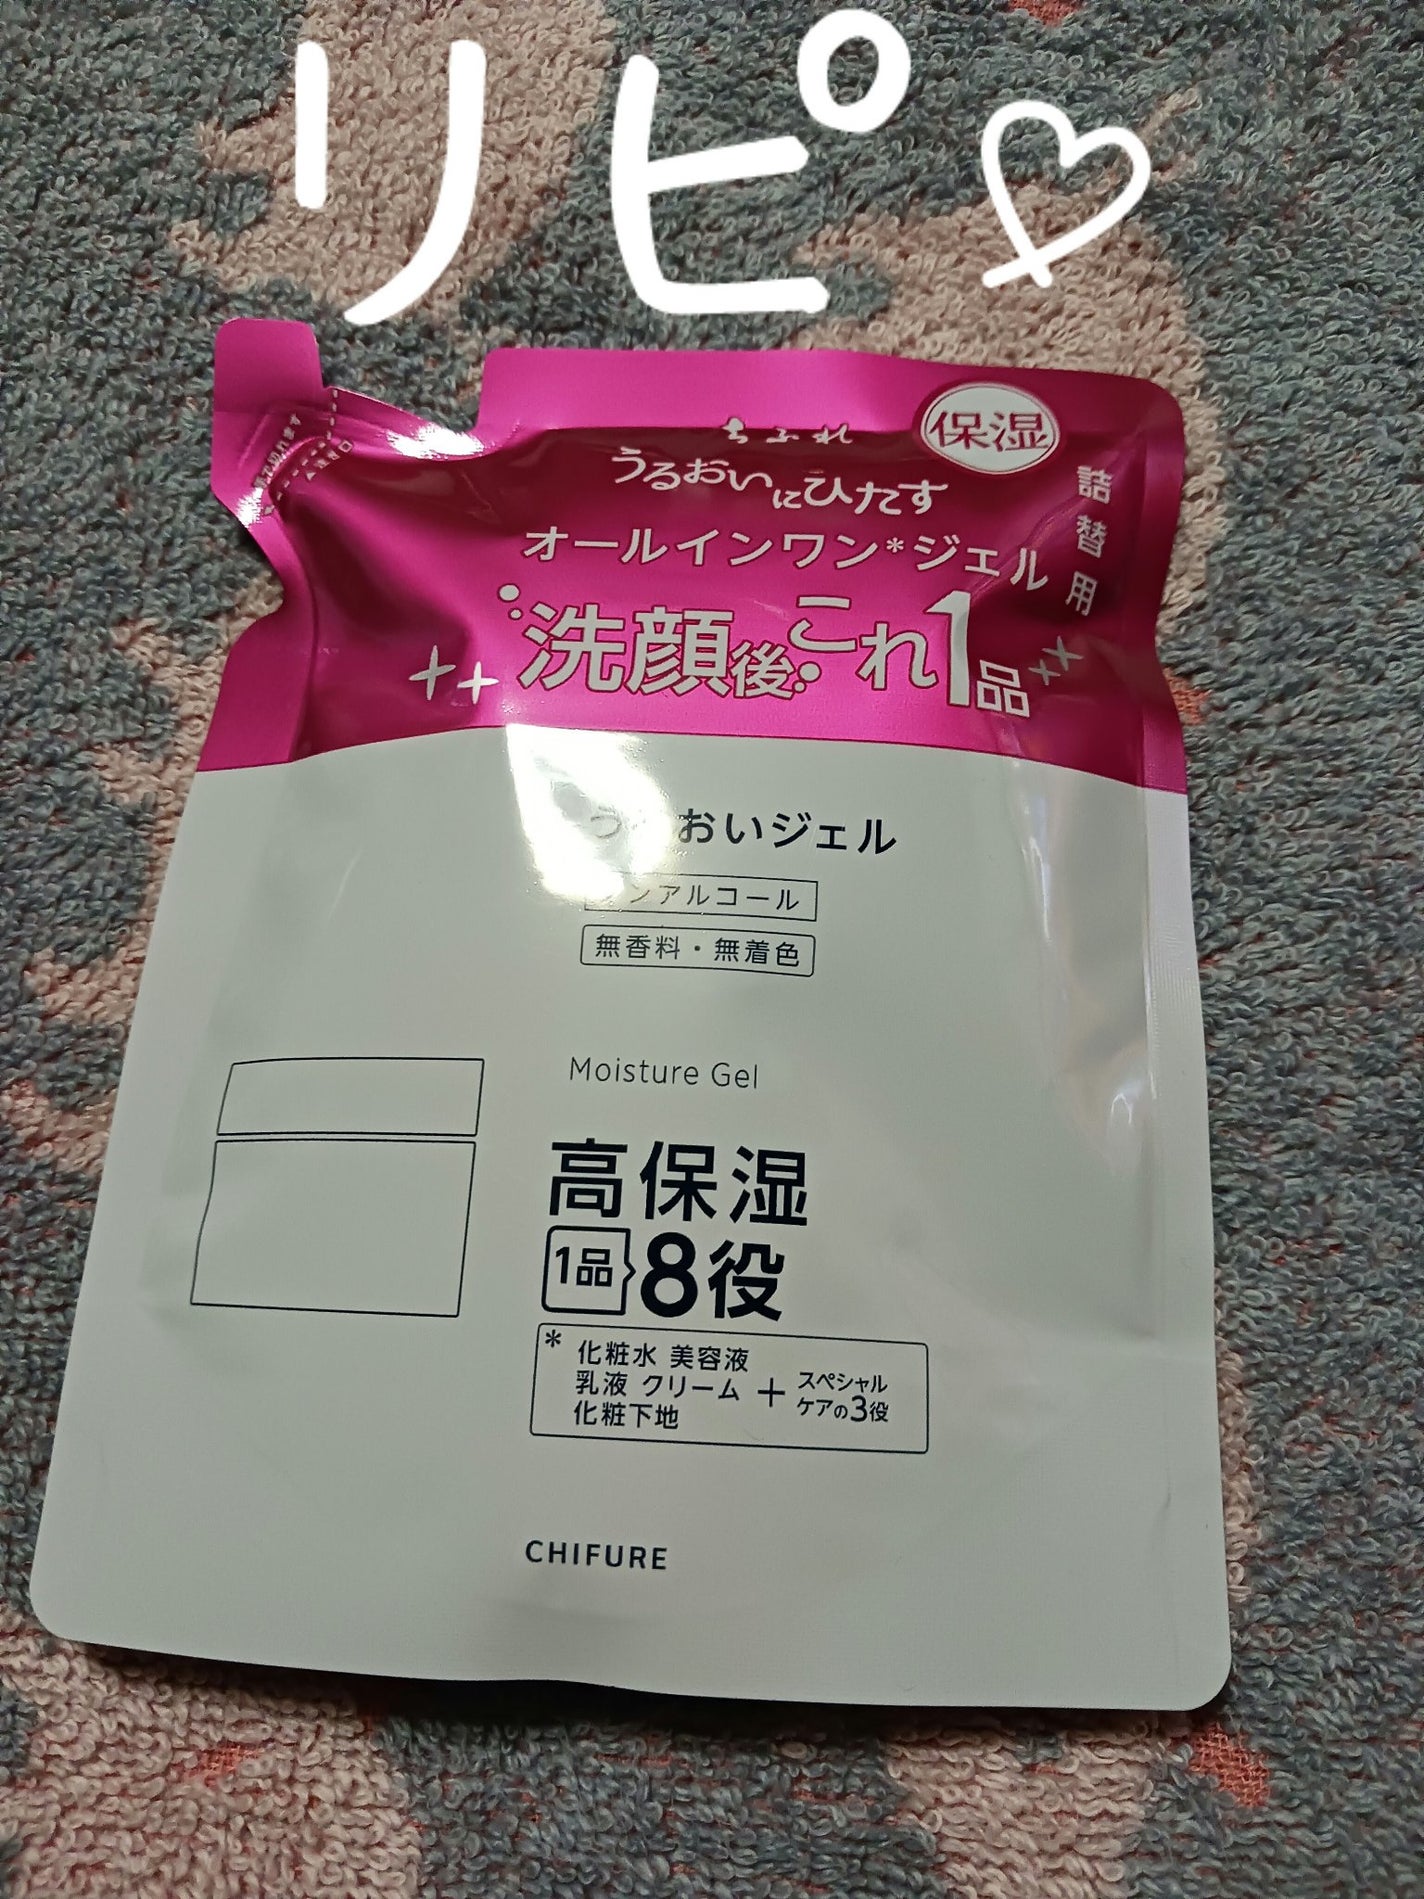 リピ♡
ちふれ
保湿
うるおいにひたす
詰替用
オールインワン*ジェル
洗顔後これ1品
おいジェル
ンアルコール
無香料・無着色
Moisture Gel
高保湿
1品 8役
* 化粧水 美容液
乳液 クリーム + スペシャル
化粧下地 ケアの3役
CHIFURE